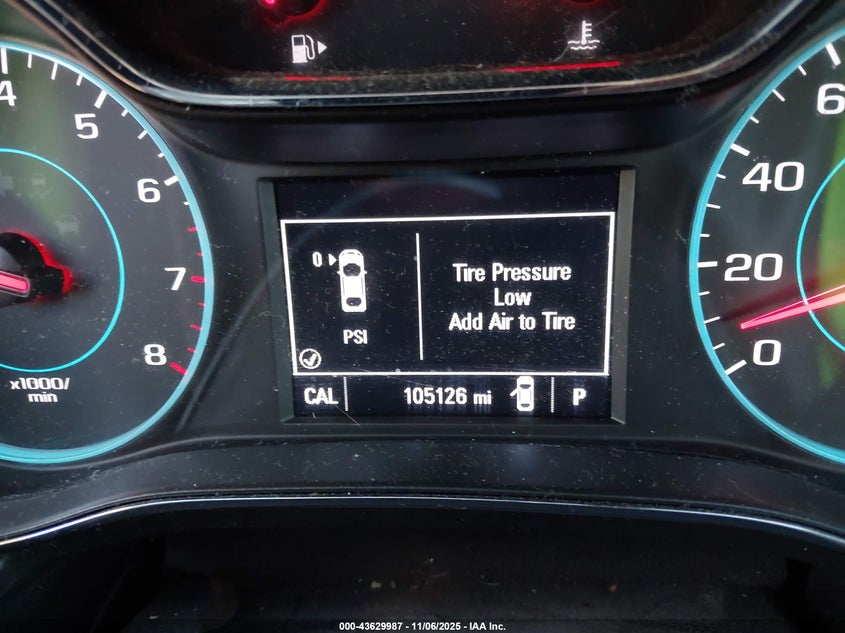 4
5
6
7
8
x1000/
min
0
PSI
Tire Pressure
Low
Add Air to Tire
CAL
105126 mi
P
6
40
20
0
000-43629987 - 11/06/2025 - IAA Inc.